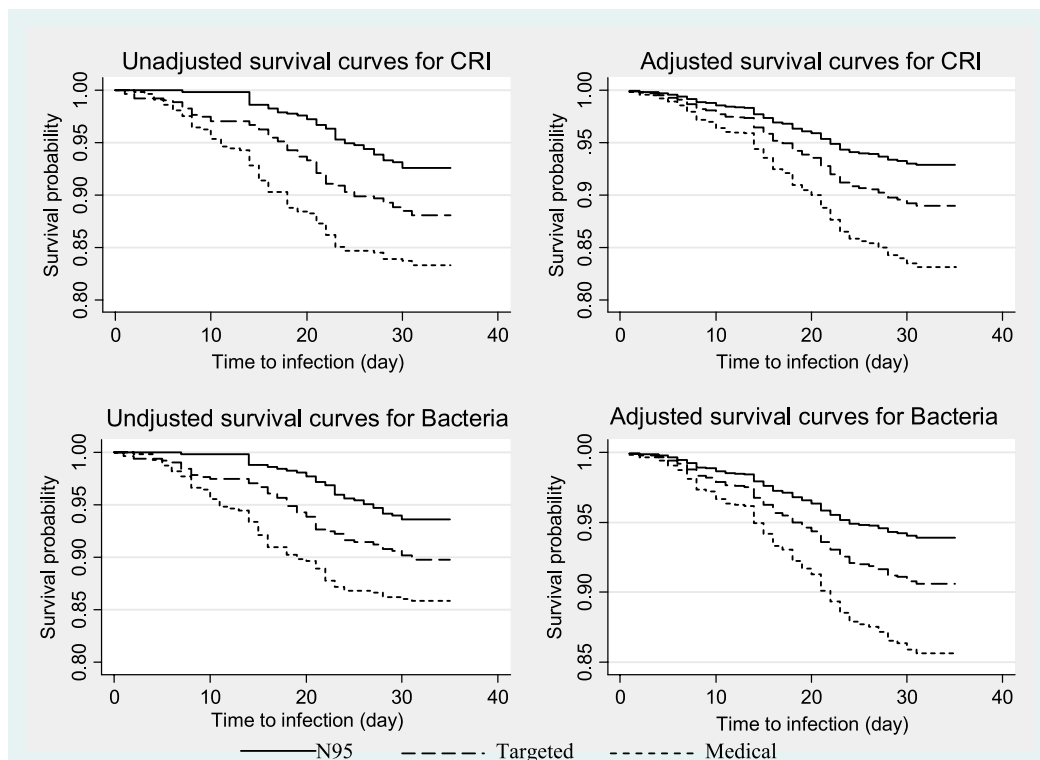 Unadjusted survival curves for CRI
Survival probability
1.00
0.95
0.90
0.85
0.80
0 10 20 30 40
Time to infection (day)
Adjusted survival curves for CRI
Survival probability
1.00
0.95
0.90
0.85
0.80
0 10 20 30 40
Time to infection (day)
Undjusted survival curves for Bacteria
Survival probability
1.00
0.95
0.90
0.85
0.80
0 10 20 30 40
Time to infection (day)
Adjusted survival curves for Bacteria
Survival probability
1.00
0.95
0.90
0.85
0 10 20 30 40
Time to infection (day)
N95 Targeted Medical